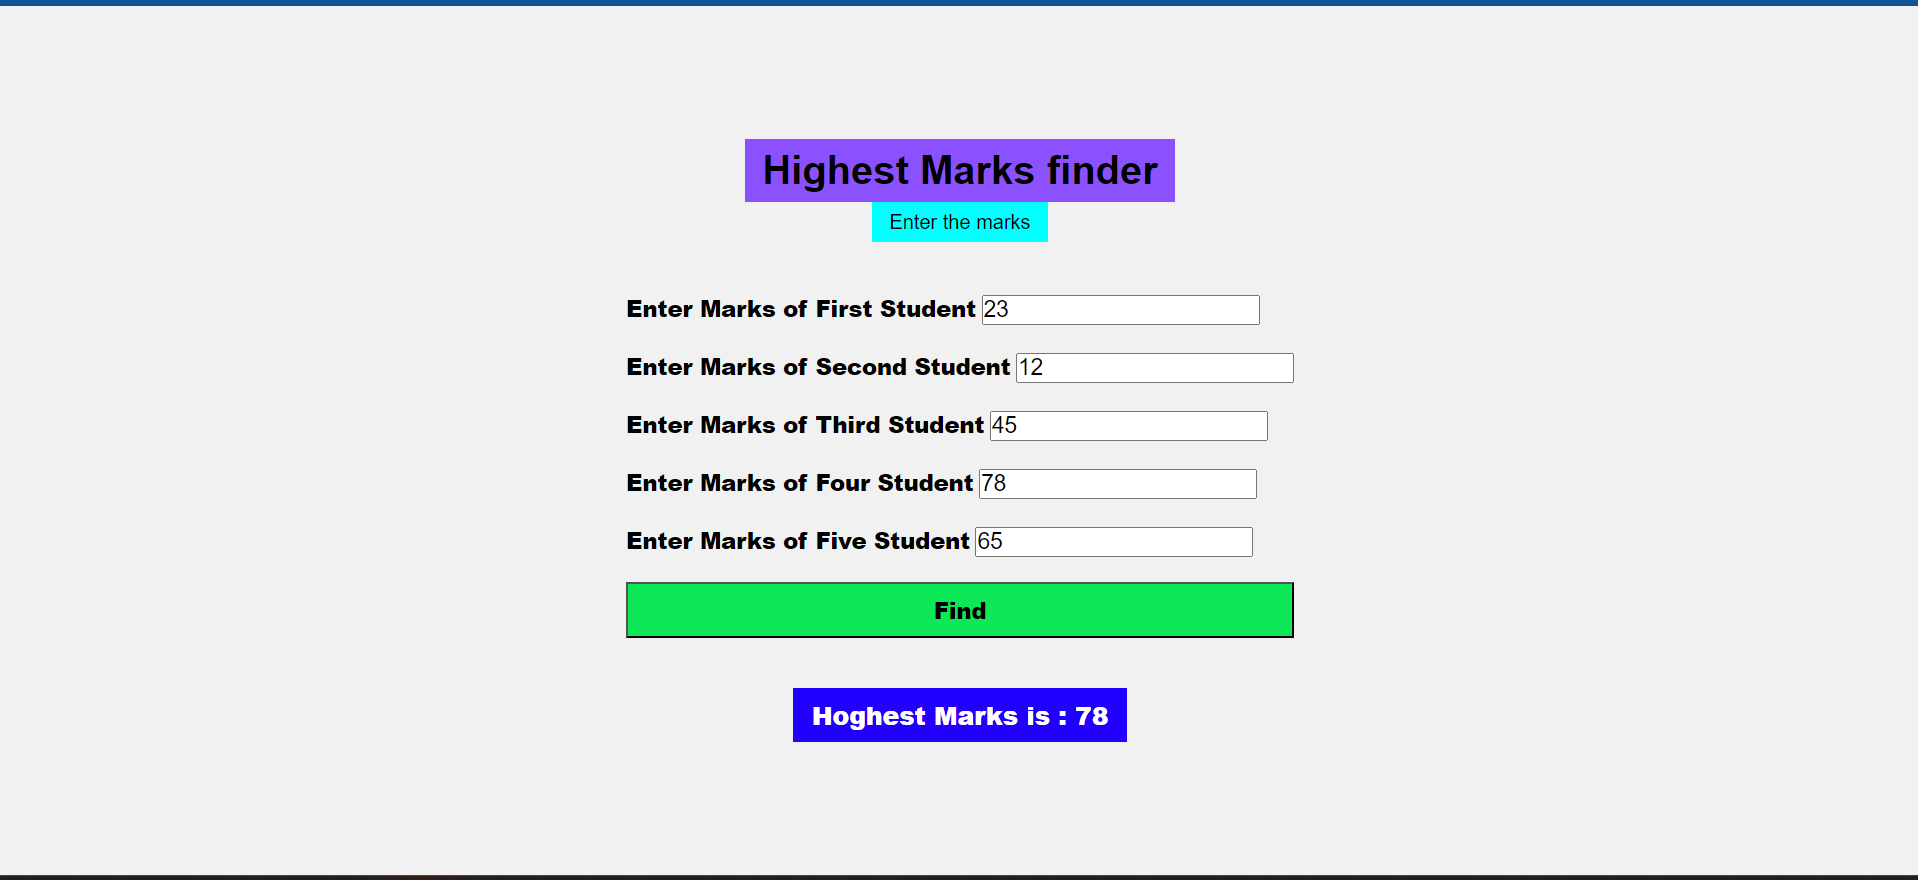 Highest Marks finder
Enter the marks
Enter Marks of First Student 23
Enter Marks of Second Student 12
Enter Marks of Third Student 45
Enter Marks of Four Student 78
Enter Marks of Five Student 65
Find
Hoghest Marks is : 78